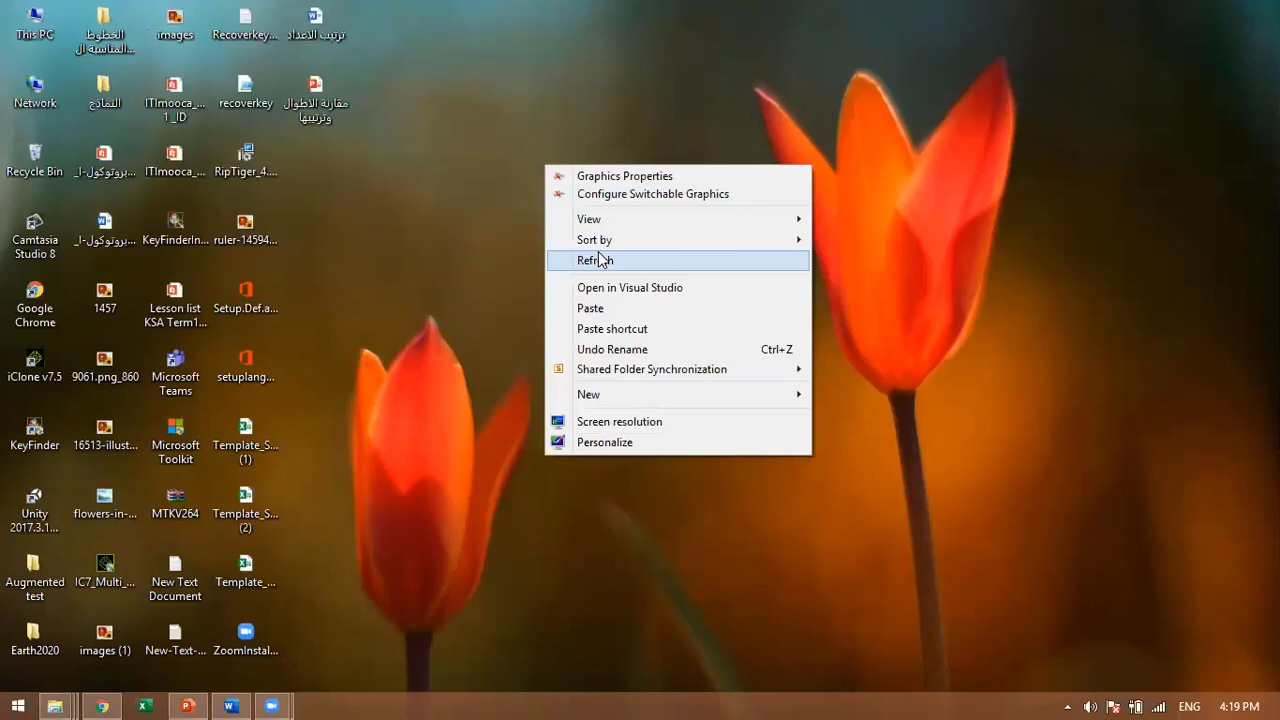 This PC
الخطوط
المناسبة ال...
images
Recoverkey...
ترتيب الاعداد
Network
النماذج
ITImooca_...
1_ID
recoverkey
مقارنة الاطوال
وترتيبها
Recycle Bin
بروتوكول-ا_...
ITImooca_...
RipTiger_4....
Camtasia
Studio 8
بروتوكول-ا_...
KeyFinderIn...
ruler-14594...
Google
Chrome
1457
Lesson list
KSA Term1...
Setup.Def.a...
iClone v7.5
9061.png_860
Microsoft
Teams
setuplang...
KeyFinder
16513-illust...
Microsoft
Toolkit
Template_S...
(1)
Unity
2017.3.1...
flowers-in-...
MTKV264
Template_S...
(2)
Augmented
test
IC7_Multi_...
New Text
Document
Template_...
Earth2020
images (1)
New-Text-...
ZoomInstal...
Graphics Properties
Configure Switchable Graphics
View
Sort by
Refresh
Open in Visual Studio
Paste
Paste shortcut
Undo Rename Ctrl+Z
Shared Folder Synchronization
New
Screen resolution
Personalize
ENG
4:19 PM